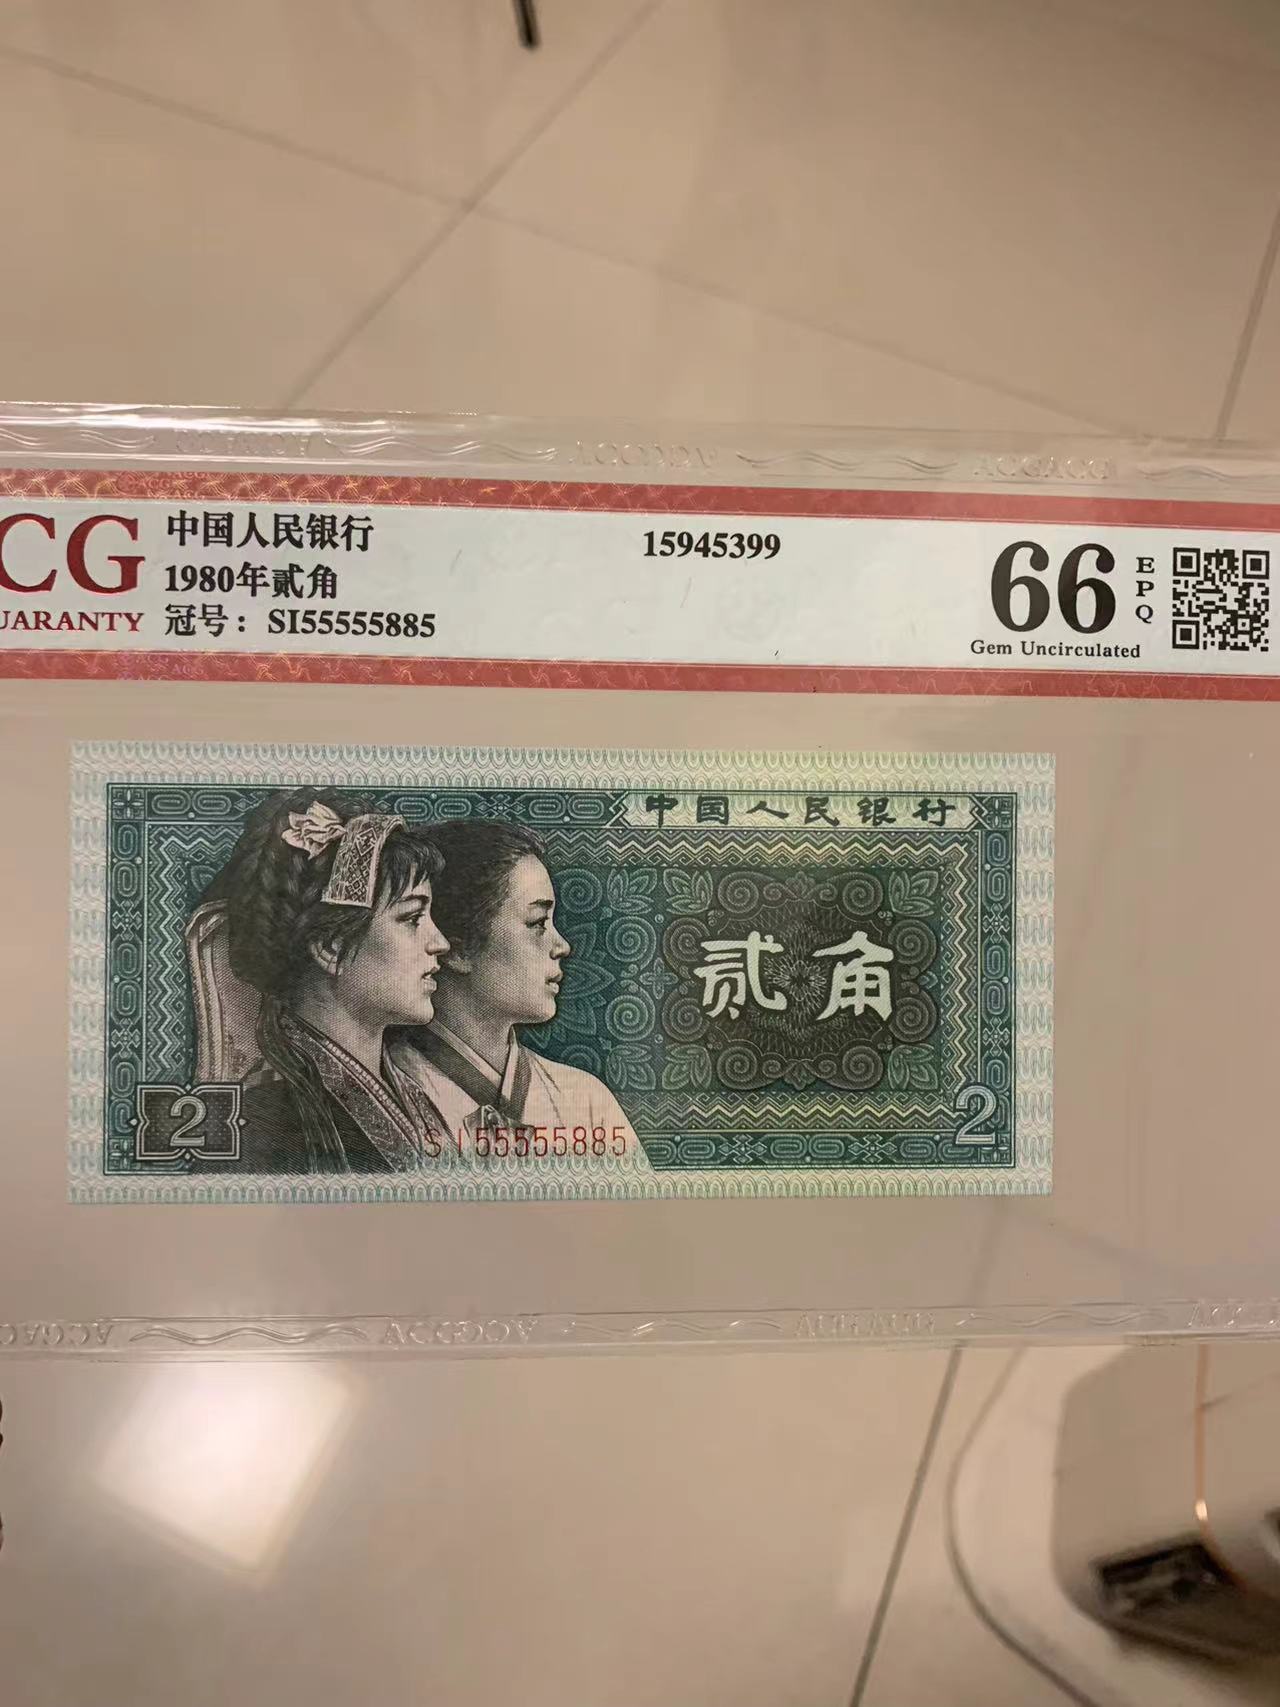 CG
UARANTY
中国人民银行
1980年贰角
冠号：SI55555885
15945399
66
EPQ
Gem Uncirculated
中国人民银行
贰角
2
2
SI55555885